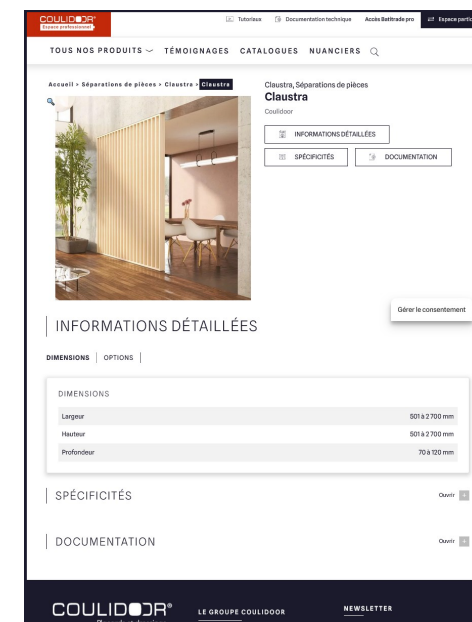 COULIDOOR®
Espace professionnel
Tutoriaux Documentation technique Accès Batitrade pro Espace partic
TOUS NOS PRODUITS TÉMOIGNAGES CATALOGUES NUANCIERS
Accueil > Séparations de pièces > Claustra > Claustra
Claustra, Séparations de pièces
Claustra
Coulidoor
INFORMATIONS DÉTAILLÉES
SPÉCIFICITÉS DOCUMENTATION
Gérer le consentement
INFORMATIONS DÉTAILLÉES
DIMENSIONS OPTIONS
DIMENSIONS
Largeur 501 à 2 700 mm
Hauteur 501 à 2 700 mm
Profondeur 70 à 120 mm
SPÉCIFICITÉS Ouvrir +
DOCUMENTATION Ouvrir +
COULIDOOR®
LE GROUPE COULIDOOR NEWSLETTER